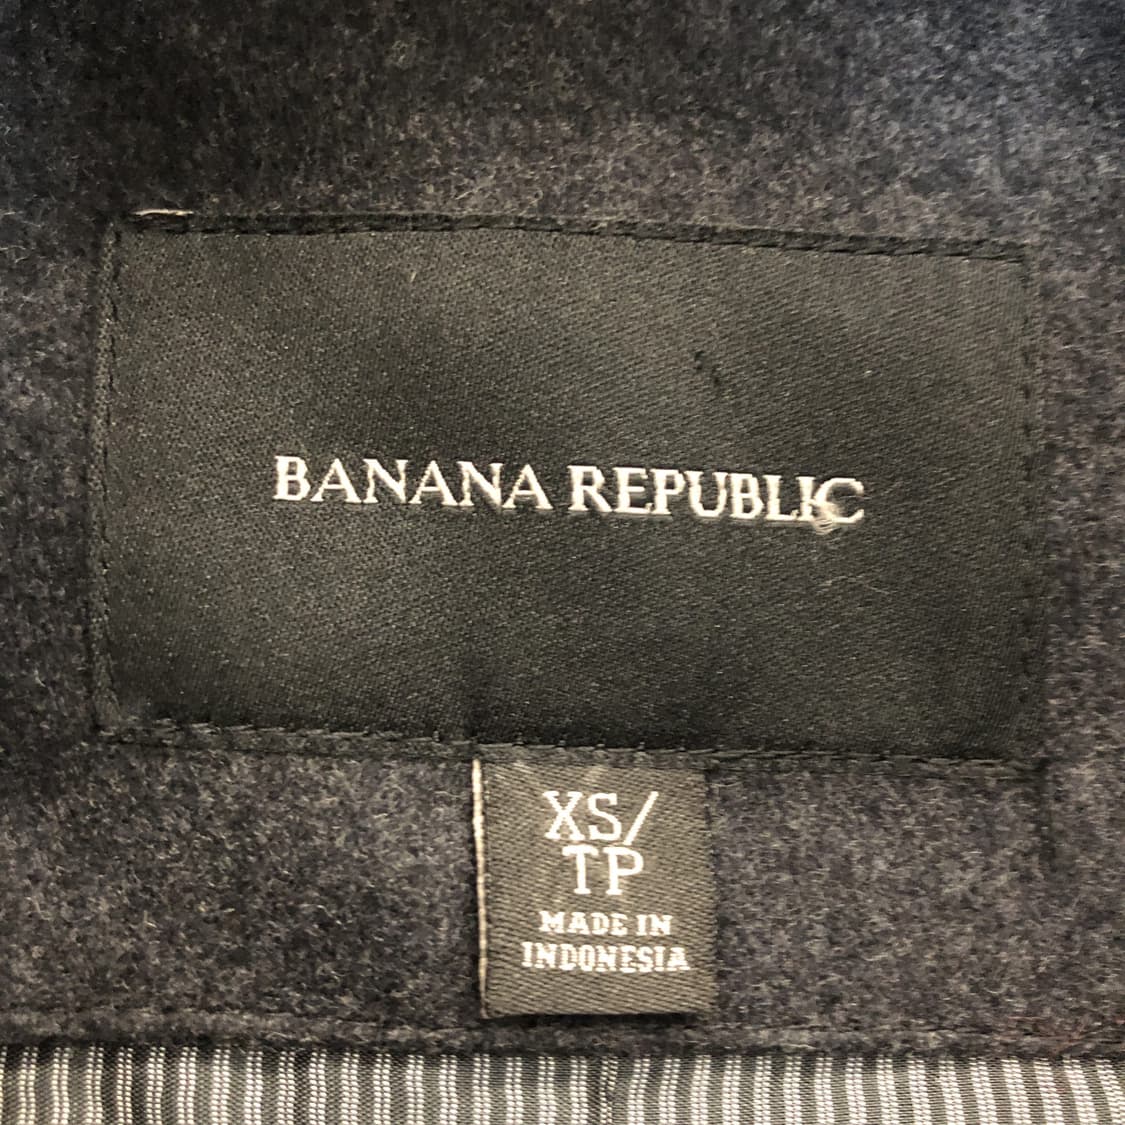 BANANA REPUBLIC
XS/
TP
MADE IN
INDONESIA